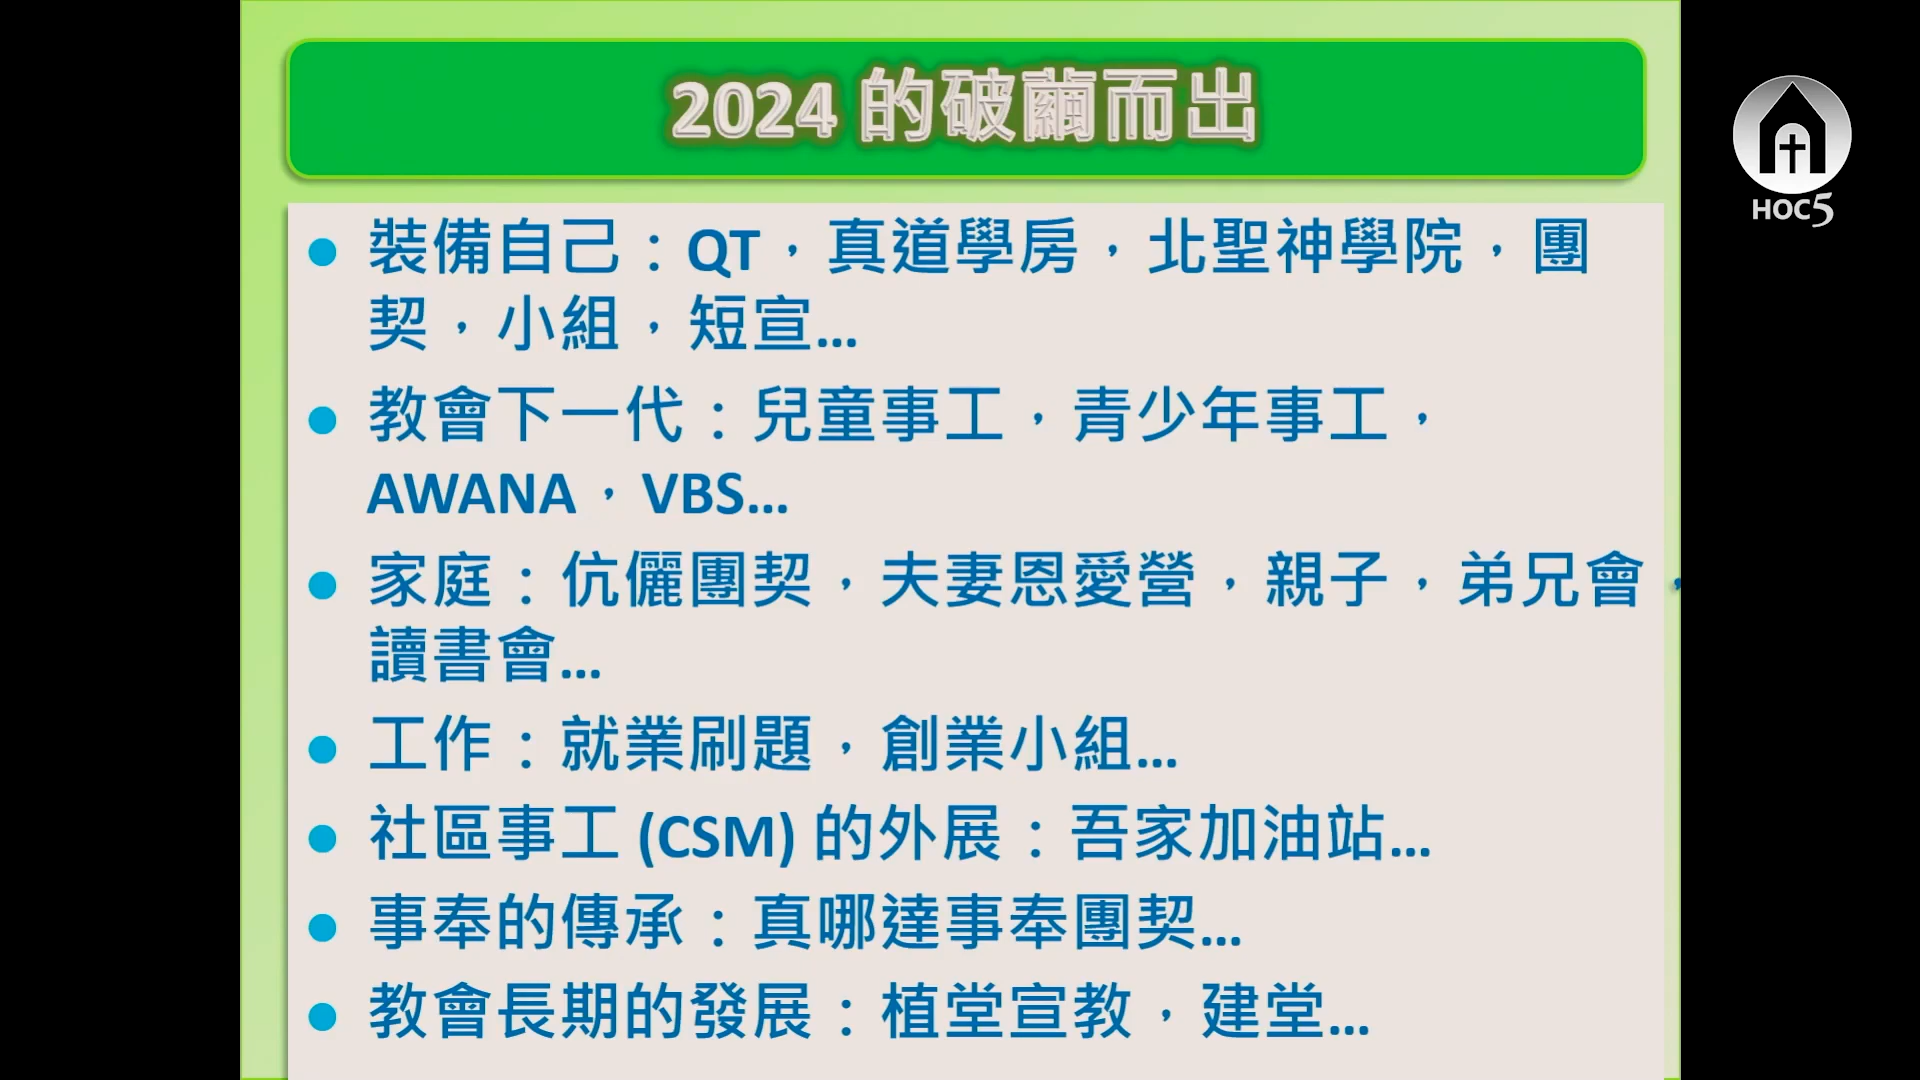 2024 的破繭而出
HOC5
裝備自己：QT，真道學房，北聖神學院，團
契，小組，短宣...
教會下一代：兒童事工，青少年事工，
AWANA，VBS...
家庭：伉儷團契，夫妻恩愛營，親子，弟兄會，
讀書會...
工作：就業刷題，創業小組...
社區事工 (CSM) 的外展：吾家加油站...
事奉的傳承：真哪達事奉團契...
教會長期的發展：植堂宣教，建堂...